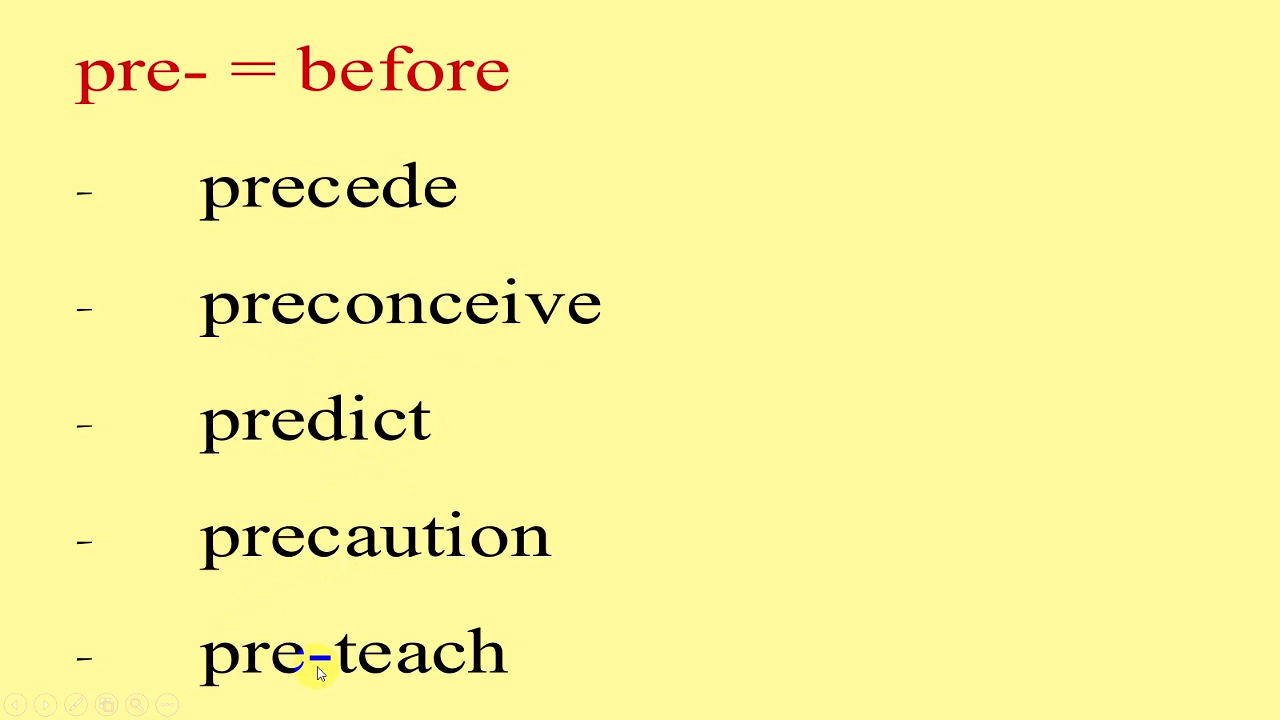 pre- = before
- precede
- preconceive
- predict
- precaution
- pre-teach